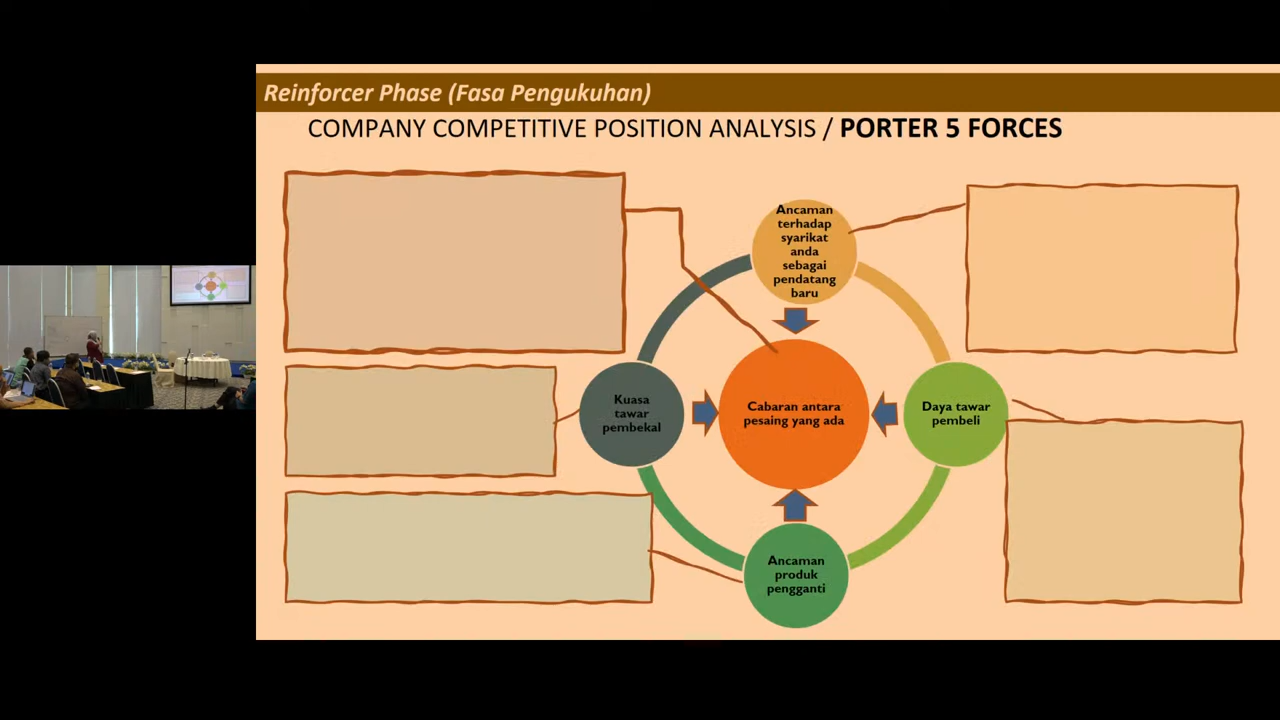 Reinforcer Phase (Fasa Pengukuhan)
COMPANY COMPETITIVE POSITION ANALYSIS / PORTER 5 FORCES
Ancaman
terhadap
syarikat
anda
sebagai
pendatang
baru
Kuasa
tawar
pembekal
Cabaran antara
pesaing yang ada
Daya tawar
pembeli
Ancaman
produk
pengganti